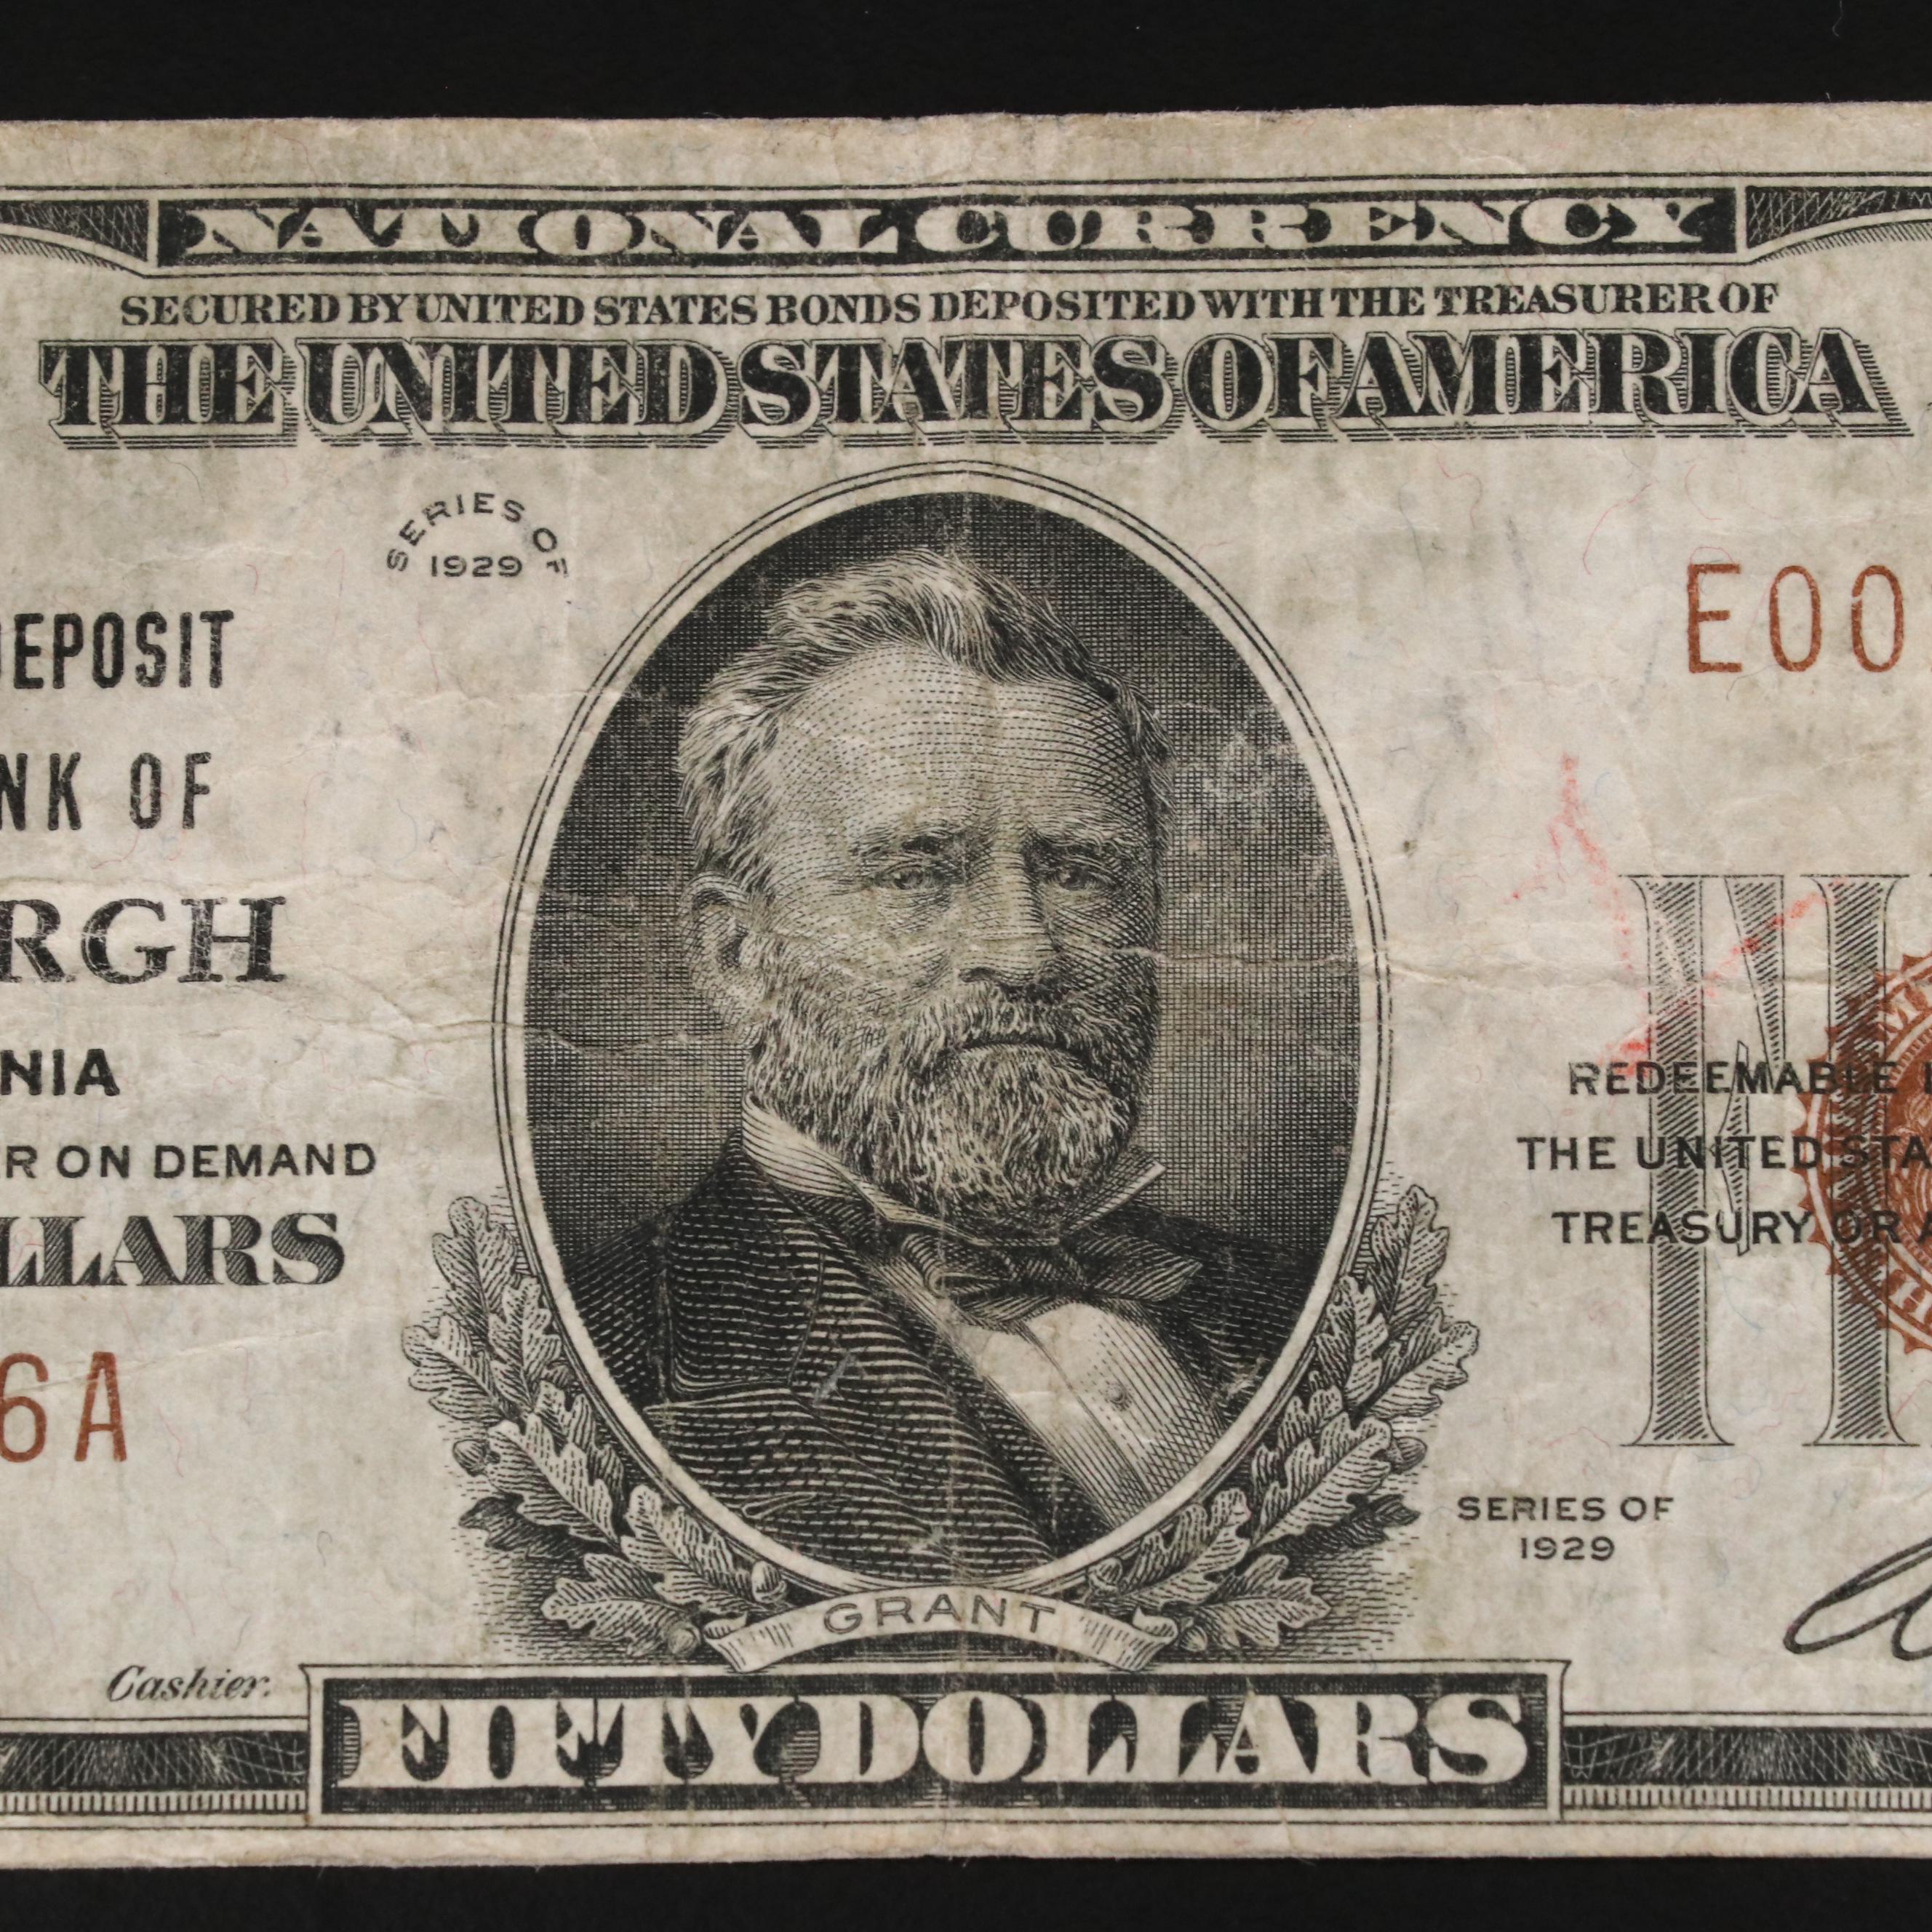 NATIONAL CURRENCY
SECURED BY UNITED STATES BONDS DEPOSITED WITH THE TREASURER OF
THE UNITED STATES OF AMERICA
SERIES OF
1929
E00
DEPOSIT
NK OF
RGH
NIA
R ON DEMAND
LLARS
6A
REDEEMABLE
THE UNITED STA
TREASURY OR A
SERIES OF
1929
GRANT
Cashier.
FIFTY DOLLARS